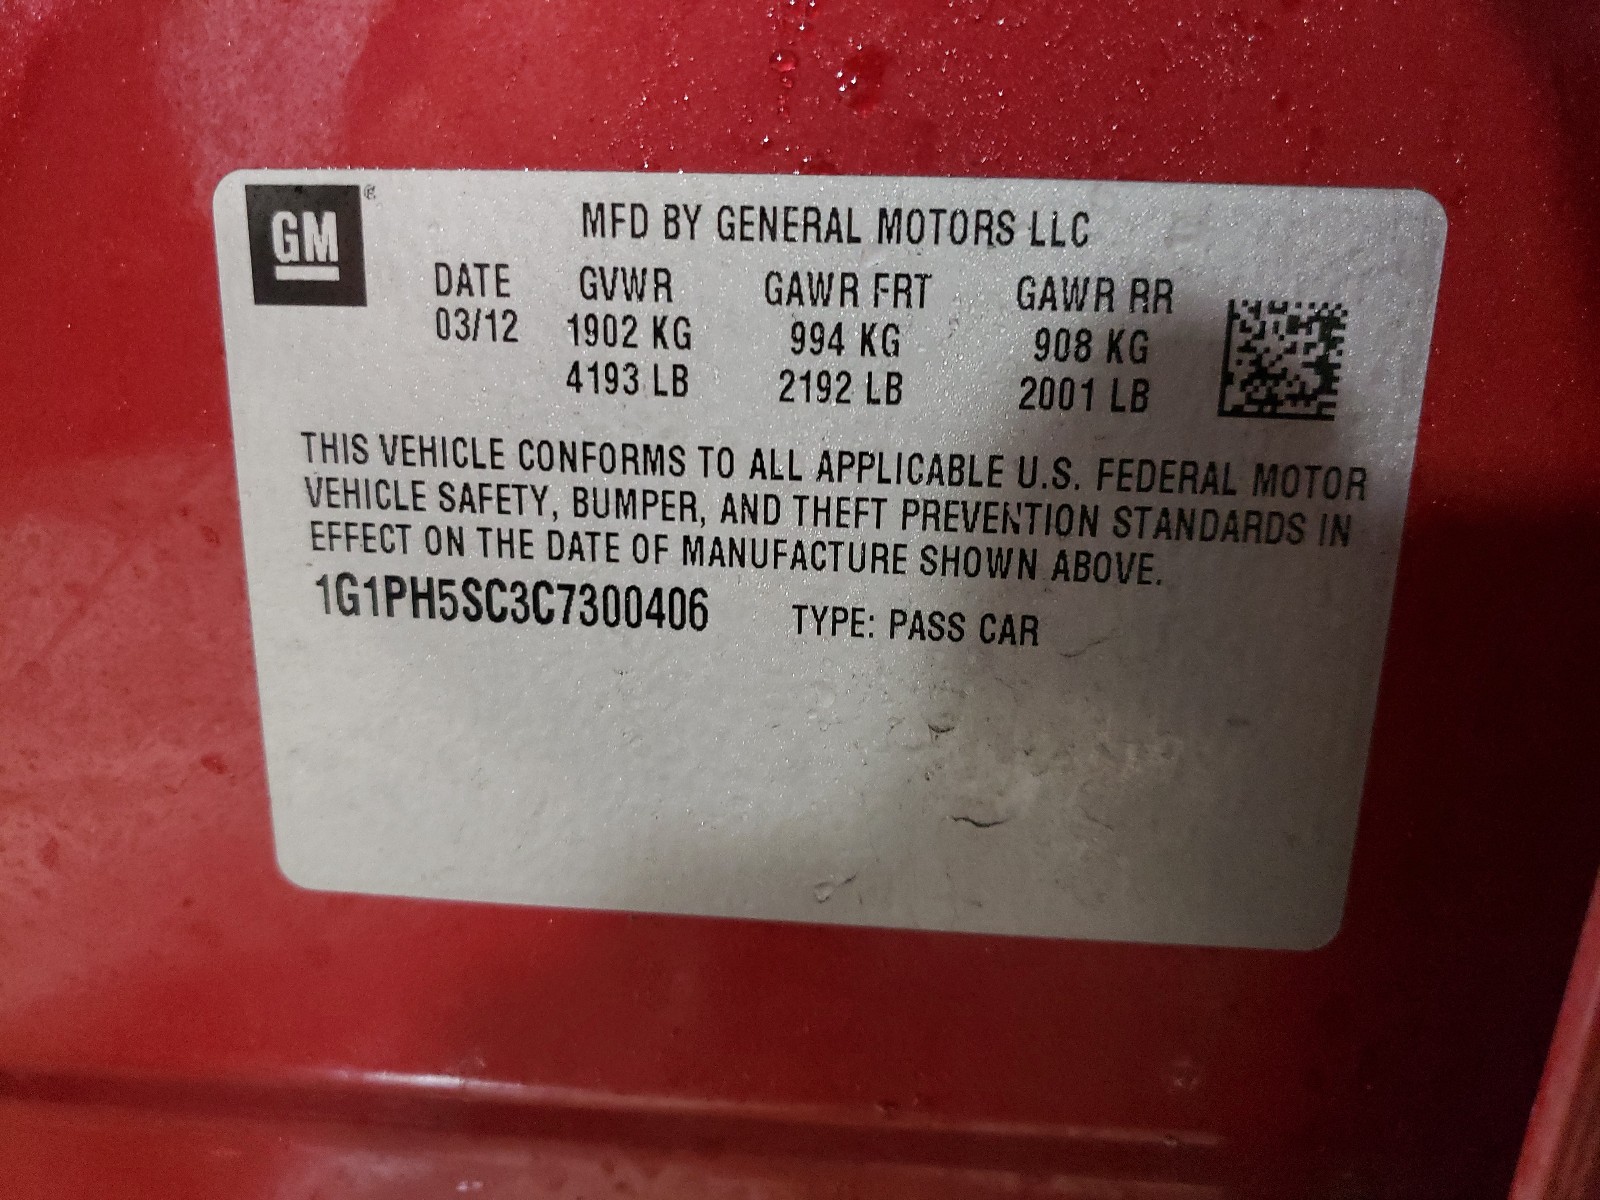 GM ®
MFD BY GENERAL MOTORS LLC
DATE GVWR GAWR FRT GAWR RR
03/12 1902 KG 994 KG 908 KG
4193 LB 2192 LB 2001 LB
THIS VEHICLE CONFORMS TO ALL APPLICABLE U.S. FEDERAL MOTOR
VEHICLE SAFETY, BUMPER, AND THEFT PREVENTION STANDARDS IN
EFFECT ON THE DATE OF MANUFACTURE SHOWN ABOVE.
1G1PH5SC3C7300406 TYPE: PASS CAR